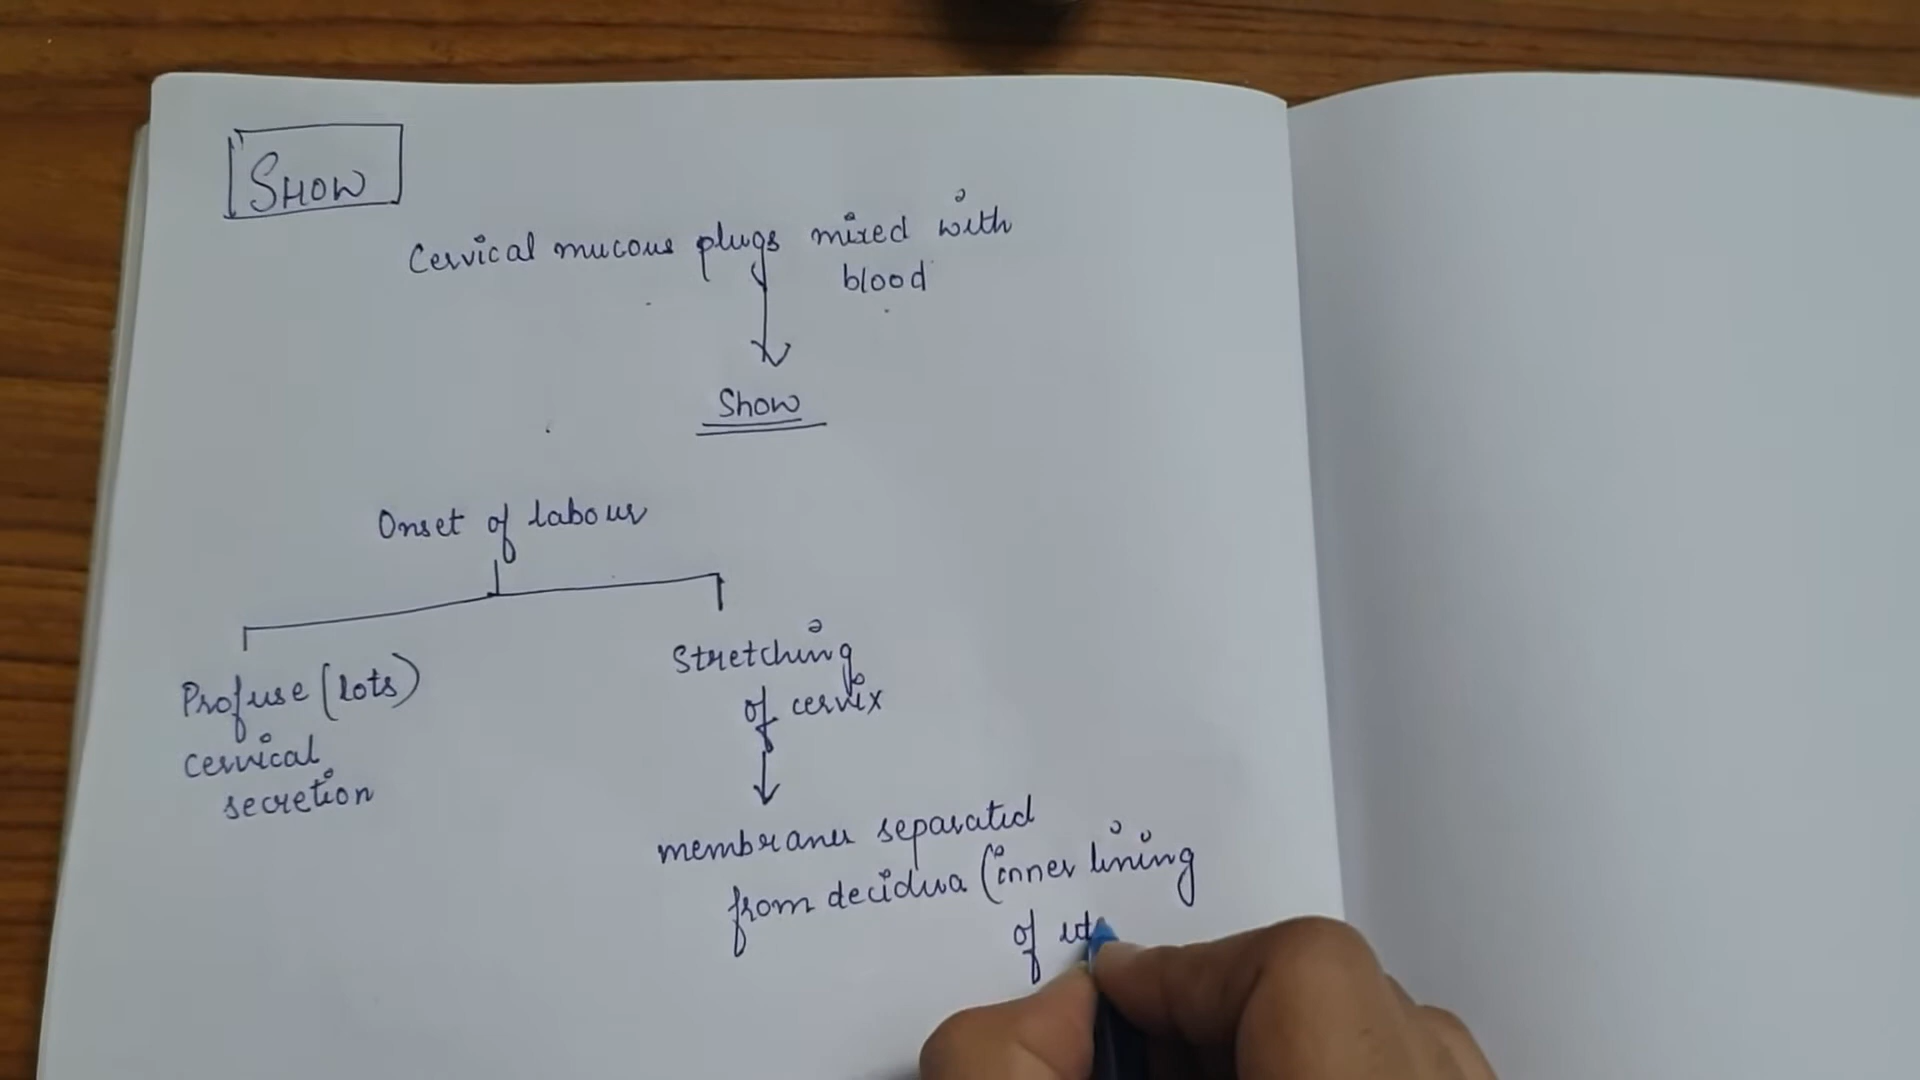 SHOW
Cervical mucous plugs mixed with
blood
Show
Onset of labour
Profuse (lots)
cervical
secretion
Stretching
of cervix
membranes separated
from decidua (inner lining
of ut